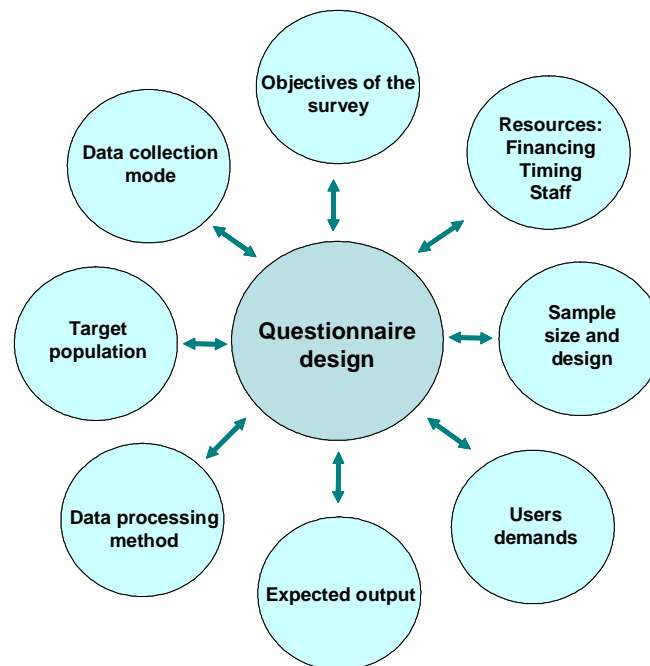 Objectives of the
survey
Resources:
Financing
Timing
Staff
Data collection
mode
Target
population
Questionnaire
design
Sample
size and
design
Data processing
method
Users
demands
Expected output